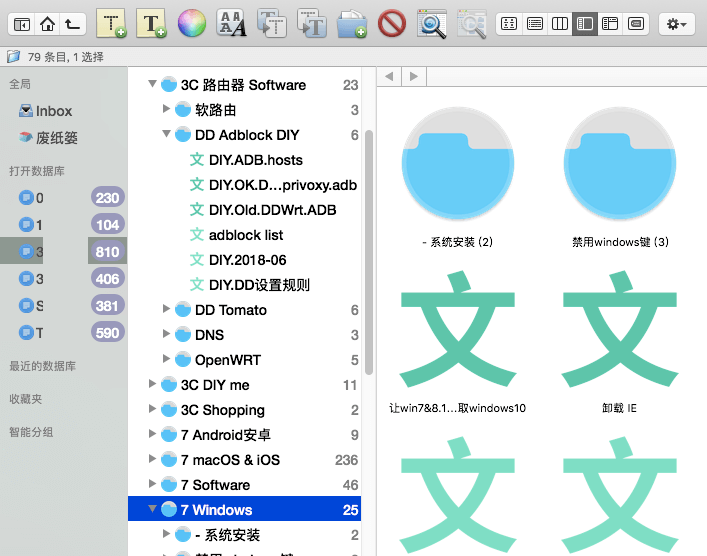 T
T
AA
AA
79 条目, 1 选择
全局
Inbox
废纸篓
打开数据库
0 230
1 104
3 810
3 406
S 381
T 590
最近的数据库
收藏夹
智能分组
3C 路由器 Software 23
软路由 3
DD Adblock DIY 6
DIY.ADB.hosts
DIY.OK.D...privoxy.adb
DIY.Old.DDWrt.ADB
adblock list
DIY.2018-06
DIY.DD设置规则
DD Tomato 6
DNS 3
OpenWRT 5
3C DIY me 11
3C Shopping 2
7 Android安卓 9
7 macOS & iOS 236
7 Software 46
7 Windows 25
- 系统安装 2
- 系统安装 (2)
禁用windows键 (3)
文
文
让win7&8.1...取windows10
卸载 IE
文
文